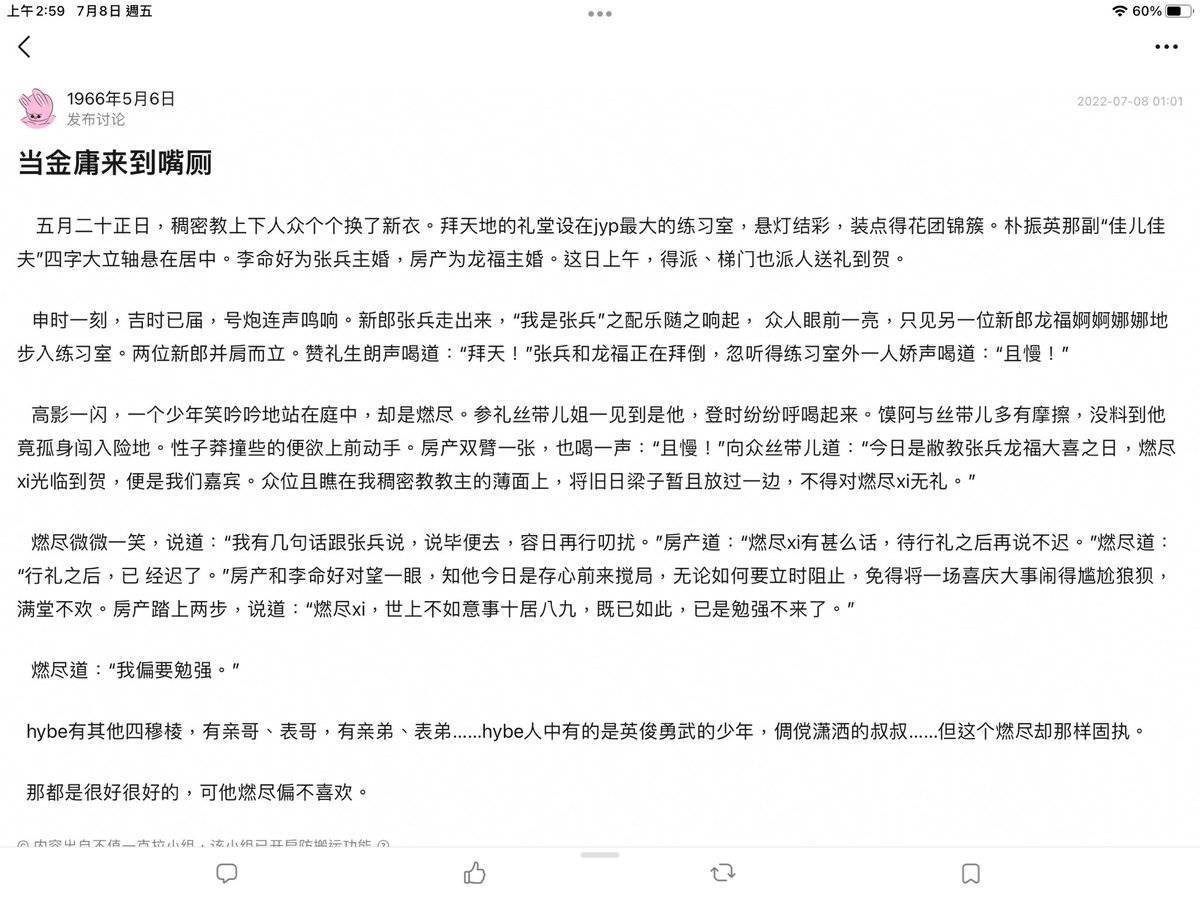 上午2:59 7月8日 週五
60%
1966年5月6日
2022-07-08 01:01
发布讨论
当金庸来到嘴厕
五月二十正日，稠密教上下人众个个换了新衣。拜天地的礼堂设在jyp最大的练习室，悬灯结彩，装点得花团锦簇。朴振英那副“佳儿佳
夫”四字大立轴悬在居中。李命好为张兵主婚，房产为龙福主婚。这日上午，得派、梯门也派人送礼到贺。
申时一刻，吉时已届，号炮连声鸣响。新郎张兵走出来，“我是张兵”之配乐随之响起， 众人眼前一亮，只见另一位新郎龙福婀婀娜娜地
步入练习室。两位新郎并肩而立。赞礼生朗声喝道：“拜天！”张兵和龙福正在拜倒，忽听得练习室外一人娇声喝道：“且慢！”
高影一闪，一个少年笑吟吟地站在庭中，却是燃尽。参礼丝带儿姐一见到是他，登时纷纷呼喝起来。馍阿与丝带儿多有摩擦，没料到他
竟孤身闯入险地。性子莽撞些的便欲上前动手。房产双臂一张，也喝一声：“且慢！”向众丝带儿道：“今日是敝教张兵龙福大喜之日，燃尽
xi光临到贺，便是我们嘉宾。众位且瞧在我稠密教教主的薄面上，将旧日梁子暂且放过一边，不得对燃尽xi无礼。”
燃尽微微一笑，说道：“我有几句话跟张兵说，说毕便去，容日再行叨扰。”房产道：“燃尽xi有甚么话，待行礼之后再说不迟。”燃尽道：
“行礼之后，已 经迟了。”房产和李命好对望一眼，知他今日是存心前来搅局，无论如何要立时阻止，免得将一场喜庆大事闹得尴尬狼狈，
满堂不欢。房产踏上两步，说道：“燃尽xi，世上不如意事十居八九，既已如此，已是勉强不来了。”
燃尽道：“我偏要勉强。”
hybe有其他四穆棱，有亲哥、表哥，有亲弟、表弟......hybe人中有的是英俊勇武的少年，倜傥潇洒的叔叔......但这个燃尽却那样固执。
那都是很好很好的，可他燃尽偏不喜欢。
© 内容出自不值一克拉小组，该小组已开启防搬运功能